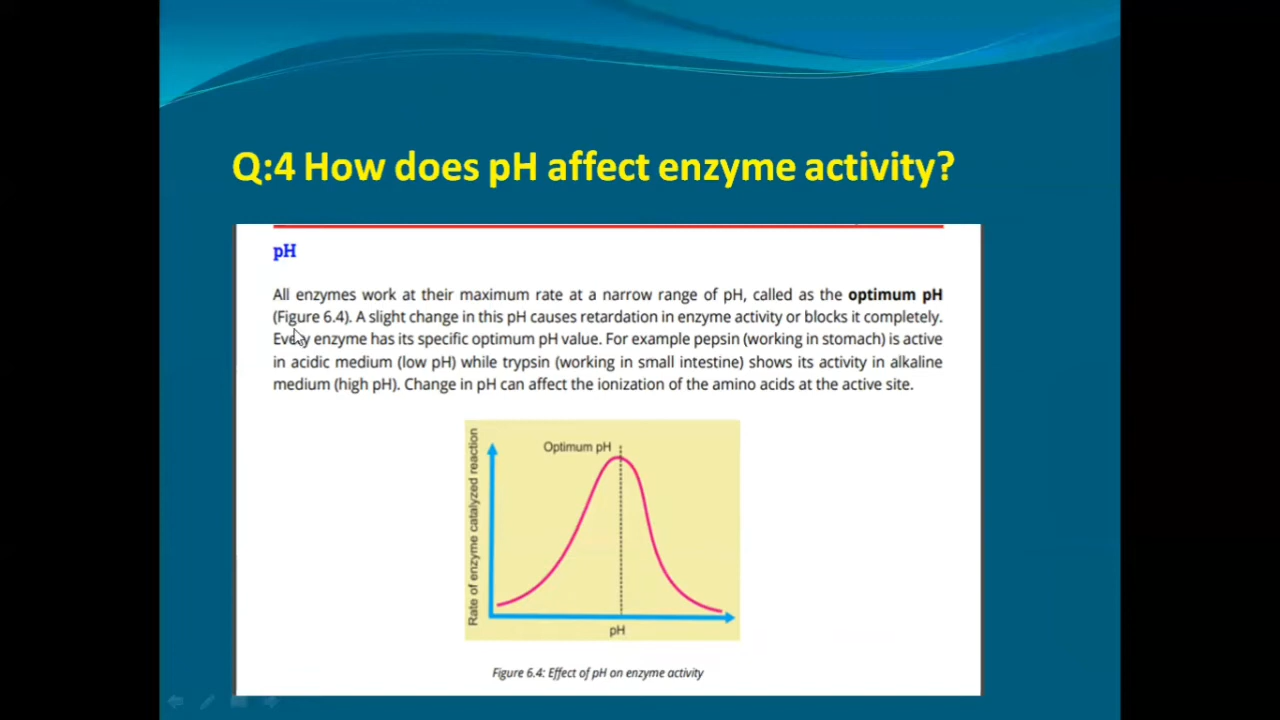 Q:4 How does pH affect enzyme activity?
pH
All enzymes work at their maximum rate at a narrow range of pH, called as the optimum pH
(Figure 6.4). A slight change in this pH causes retardation in enzyme activity or blocks it completely.
Every enzyme has its specific optimum pH value. For example pepsin (working in stomach) is active
in acidic medium (low pH) while trypsin (working in small intestine) shows its activity in alkaline
medium (high pH). Change in pH can affect the ionization of the amino acids at the active site.
Optimum pH
Rate of enzyme catalyzed reaction
pH
Figure 6.4: Effect of pH on enzyme activity